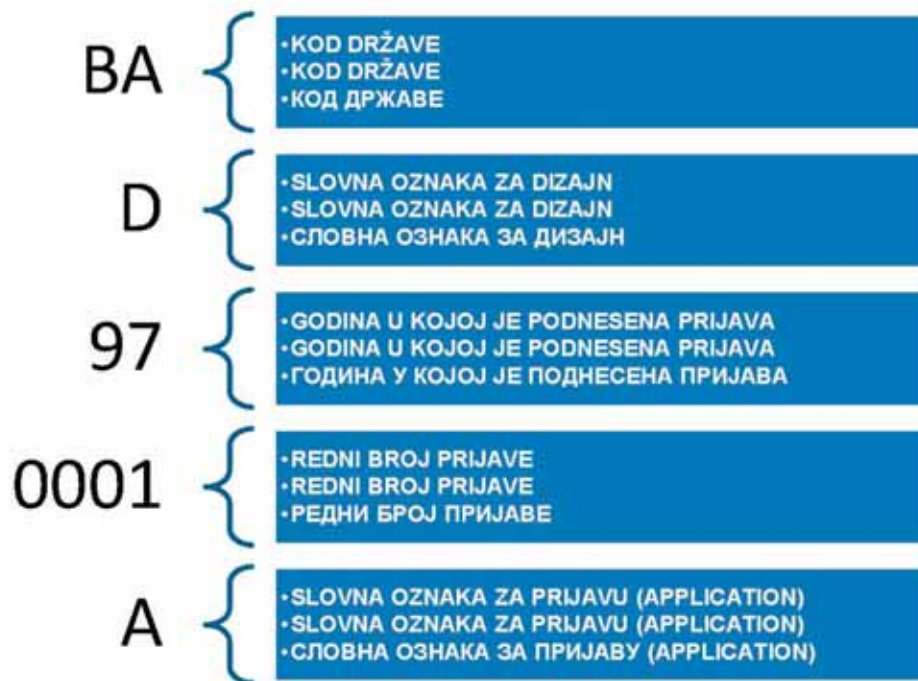 BA
•KOD DRŽAVE
•KOD DRŽAVE
•КОД ДРЖАВЕ
D
•SLOVNA OZNAKA ZA DIZAJN
•SLOVNA OZNAKA ZA DIZAJN
•СЛОВНА ОЗНАКА ЗА ДИЗАЈН
97
•GODINA U KOJOJ JE PODNESENA PRIJAVA
•GODINA U KOJOJ JE PODNESENA PRIJAVA
•ГОДИНА У КОЈОЈ ЈЕ ПОДНЕСЕНА ПРИЈАВА
0001
•REDNI BROJ PRIJAVE
•REDNI BROJ PRIJAVE
•РЕДНИ БРОЈ ПРИЈАВЕ
A
•SLOVNA OZNAKA ZA PRIJAVU (APPLICATION)
•SLOVNA OZNAKA ZA PRIJAVU (APPLICATION)
•СЛОВНА ОЗНАКА ЗА ПРИЈАВУ (APPLICATION)